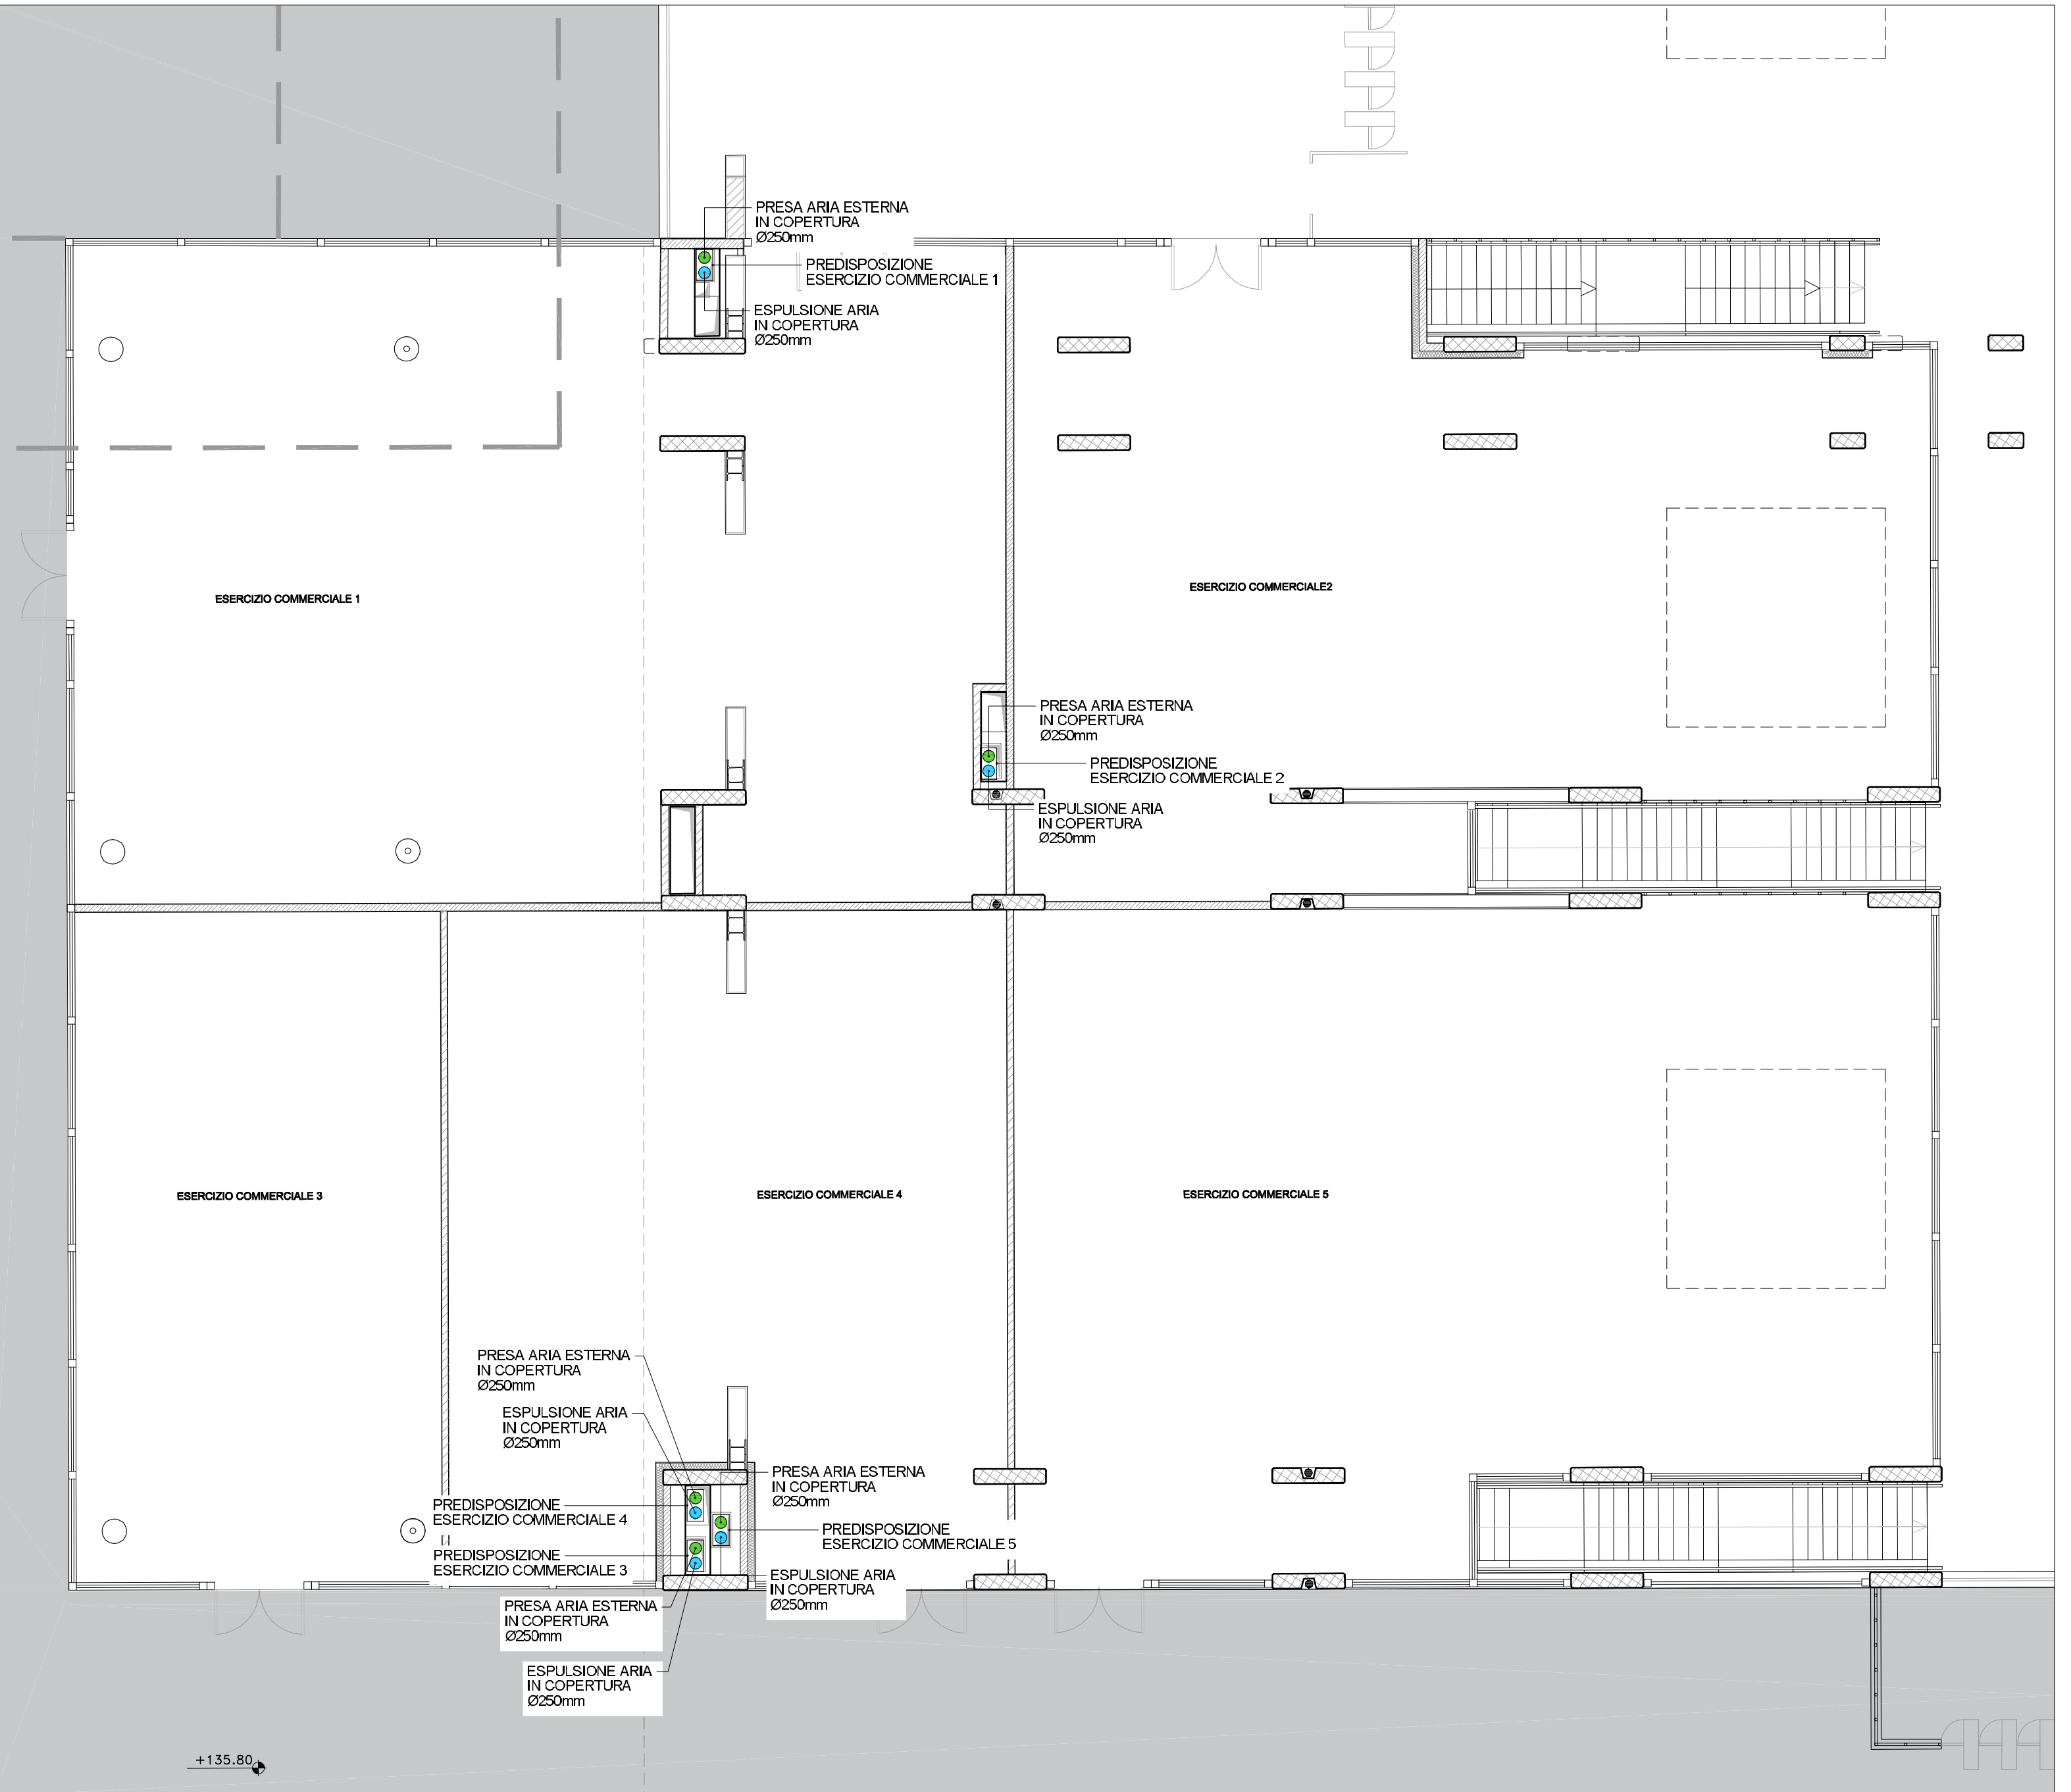 PRESA ARIA ESTERNA
IN COPERTURA
Ø250mm
PREDISPOSIZIONE
ESERCIZIO COMMERCIALE 1
ESPULSIONE ARIA
IN COPERTURA
Ø250mm
ESERCIZIO COMMERCIALE 1
ESERCIZIO COMMERCIALE2
PRESA ARIA ESTERNA
IN COPERTURA
Ø250mm
PREDISPOSIZIONE
ESERCIZIO COMMERCIALE 2
ESPULSIONE ARIA
IN COPERTURA
Ø250mm
ESERCIZIO COMMERCIALE 3
ESERCIZIO COMMERCIALE 4
ESERCIZIO COMMERCIALE 5
PRESA ARIA ESTERNA
IN COPERTURA
Ø250mm
ESPULSIONE ARIA
IN COPERTURA
Ø250mm
PRESA ARIA ESTERNA
IN COPERTURA
Ø250mm
PREDISPOSIZIONE
ESERCIZIO COMMERCIALE 4
PREDISPOSIZIONE
ESERCIZIO COMMERCIALE 5
PREDISPOSIZIONE
ESERCIZIO COMMERCIALE 3
ESPULSIONE ARIA
IN COPERTURA
Ø250mm
PRESA ARIA ESTERNA
IN COPERTURA
Ø250mm
ESPULSIONE ARIA
IN COPERTURA
Ø250mm
+135.80